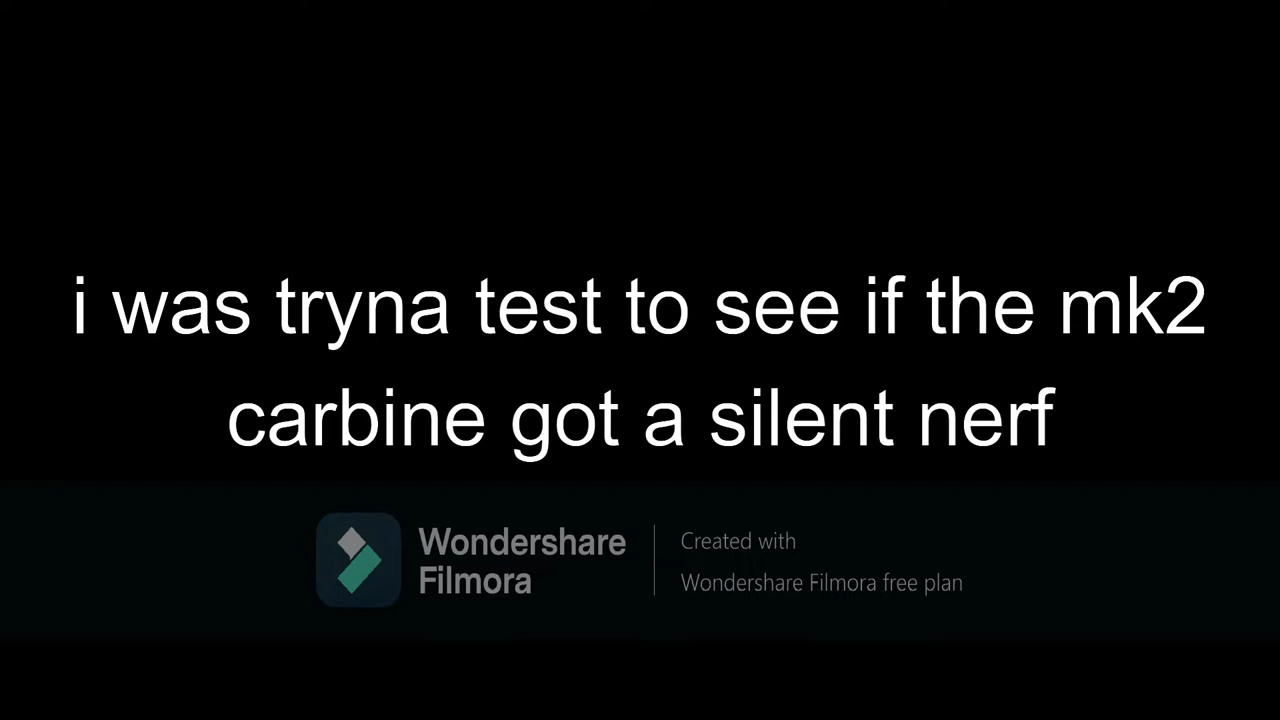 i was tryna test to see if the mk2
carbine got a silent nerf
Wondershare
Filmora
Created with
Wondershare Filmora free plan